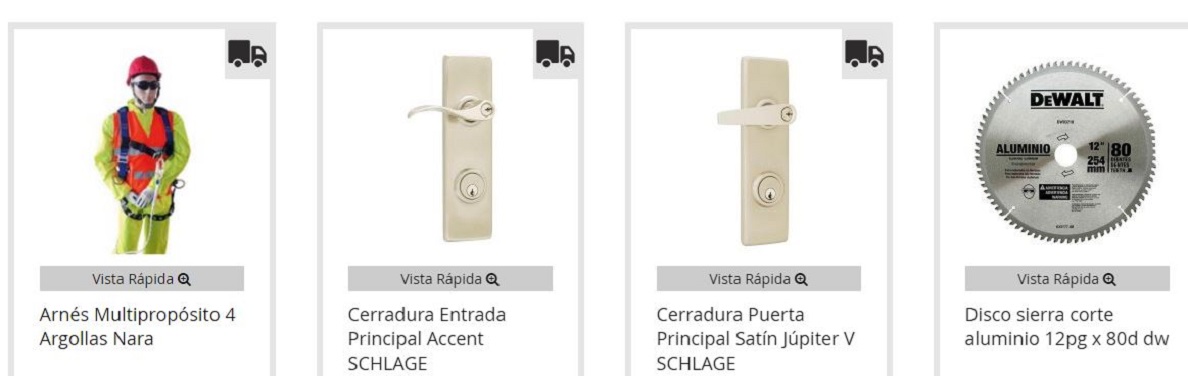 Vista Rápida
Arnés Multipropósito 4
Argollas Nara
Vista Rápida
Cerradura Entrada
Principal Accent
SCHLAGE
Vista Rápida
Cerradura Puerta
Principal Satín Júpiter V
SCHLAGE
DEWALT
ALUMINIO
12"
80
254
mm
Vista Rápida
Disco sierra corte
aluminio 12pg x 80d dw